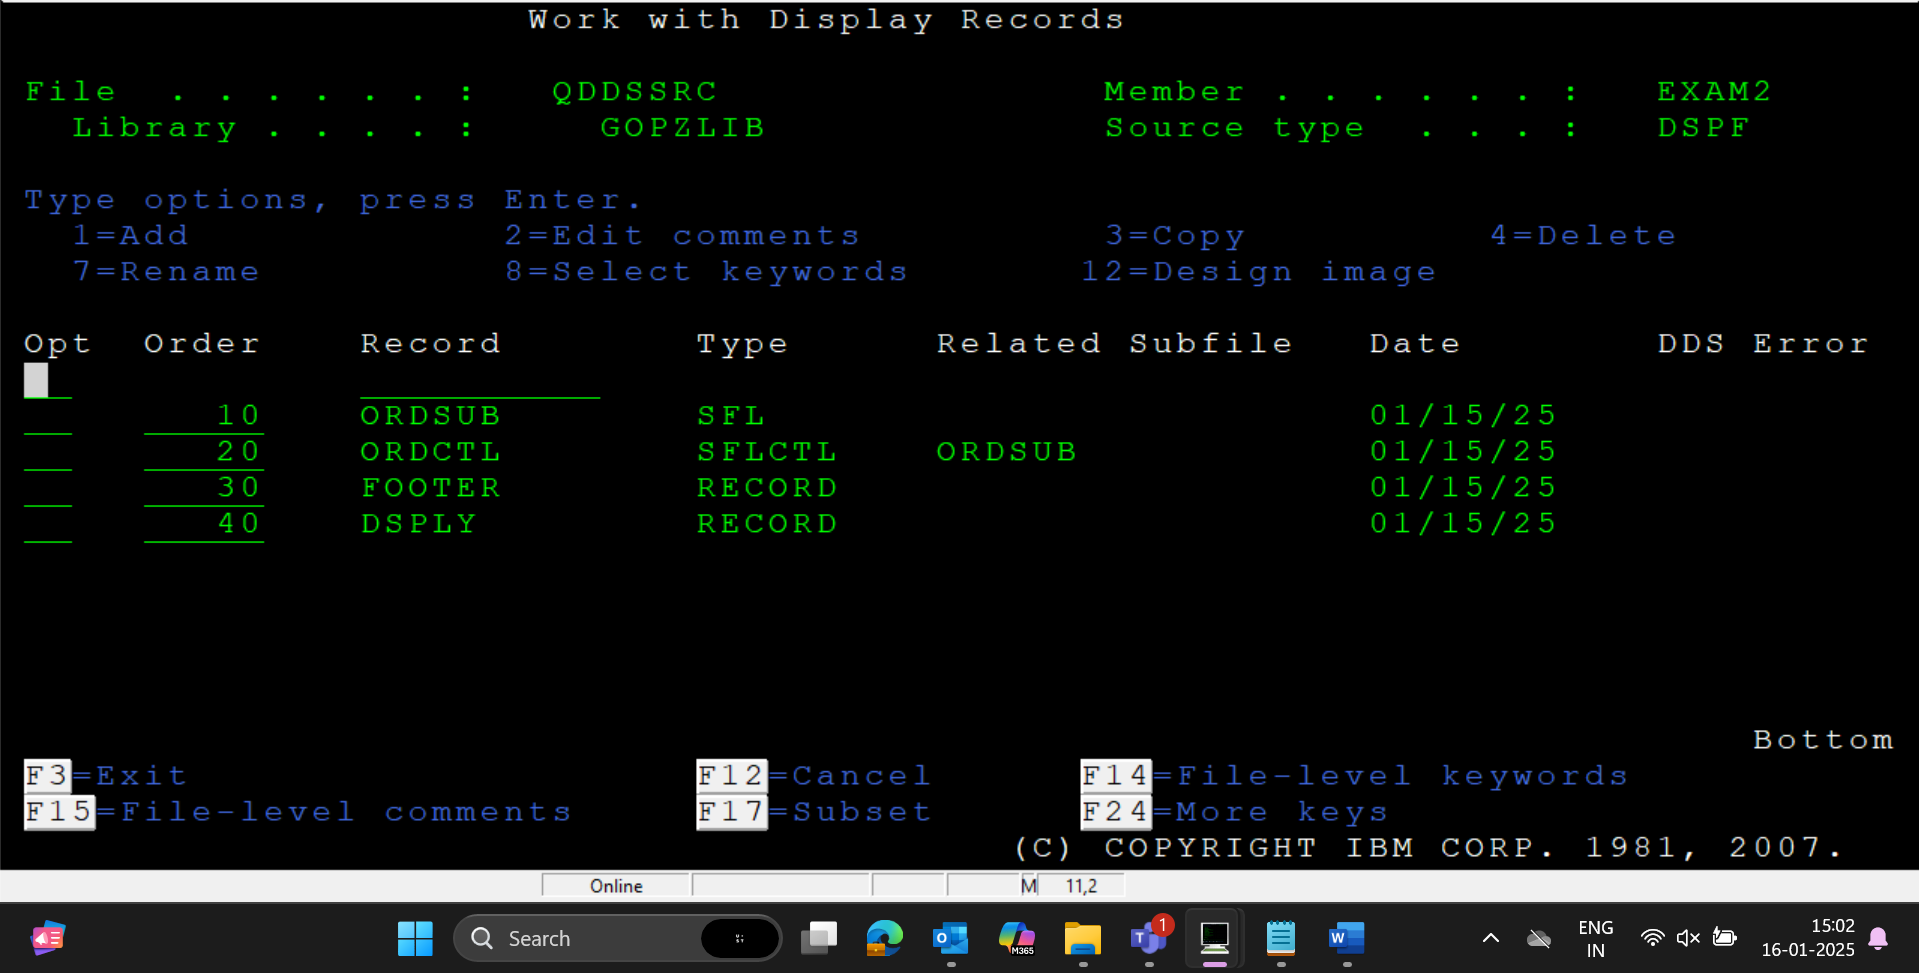 Work with Display Records
File . . . . . . : QDDSSRC Member . . . . . . : EXAM2
Library . . . . : GOPZLIB Source type . . . : DSPF
Type options, press Enter.
1=Add 2=Edit comments 3=Copy 4=Delete
7=Rename 8=Select keywords 12=Design image
Opt Order Record Type Related Subfile Date DDS Error
10 ORDSUB SFL 01/15/25
20 ORDCTL SFLCTL ORDSUB 01/15/25
30 FOOTER RECORD 01/15/25
40 DSPLY RECORD 01/15/25
Bottom
F3=Exit F12=Cancel F14=File-level keywords
F15=File-level comments F17=Subset F24=More keys
(C) COPYRIGHT IBM CORP. 1981, 2007.
Online M 11,2
Search M365 1 ENG 15:02
IN 16-01-2025